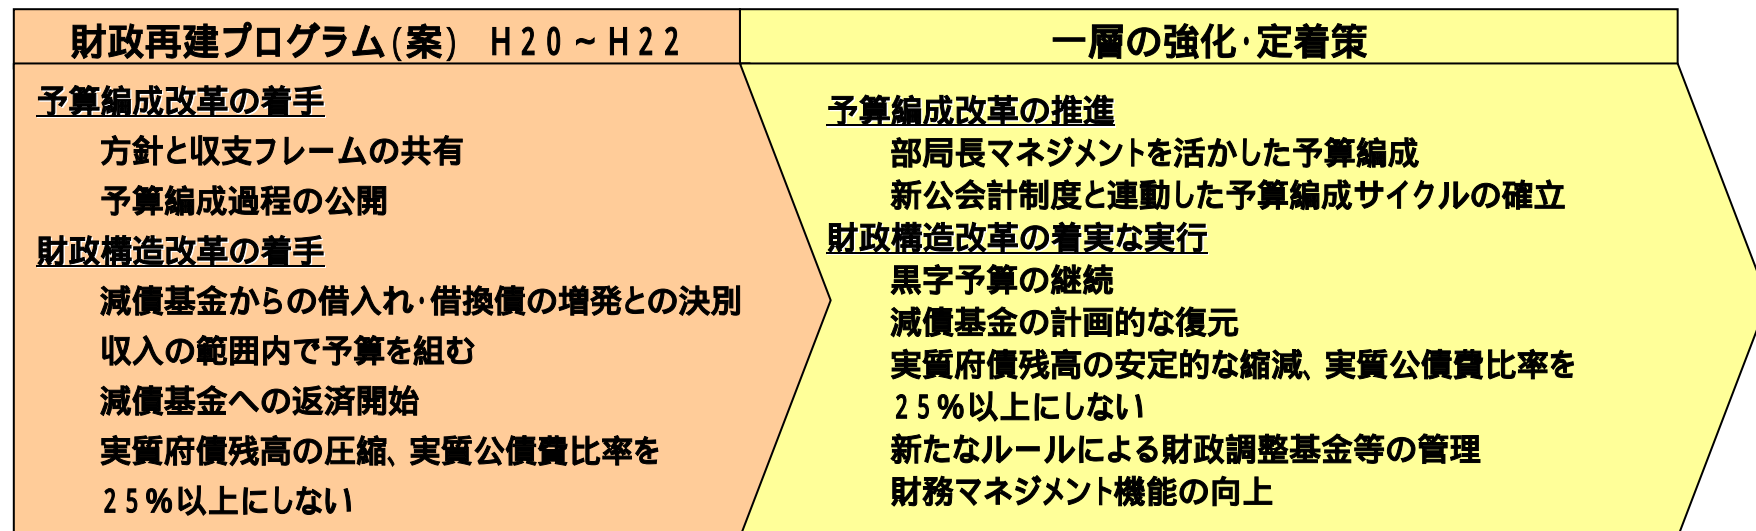 財政再建プログラム(案) H20~H22
予算編成改革の着手
方針と収支フレームの共有
予算編成過程の公開
財政構造改革の着手
減債基金からの借入れ・借換債の増発との決別
収入の範囲内で予算を組む
減債基金への返済開始
実質府債残高の圧縮、実質公債費比率を
25%以上にしない
一層の強化・定着策
予算編成改革の推進
部局長マネジメントを活かした予算編成
新公会計制度と連動した予算編成サイクルの確立
財政構造改革の着実な実行
黒字予算の継続
減債基金の計画的な復元
実質府債残高の安定的な縮減、実質公債費比率を
25%以上にしない
新たなルールによる財政調整基金等の管理
財務マネジメント機能の向上